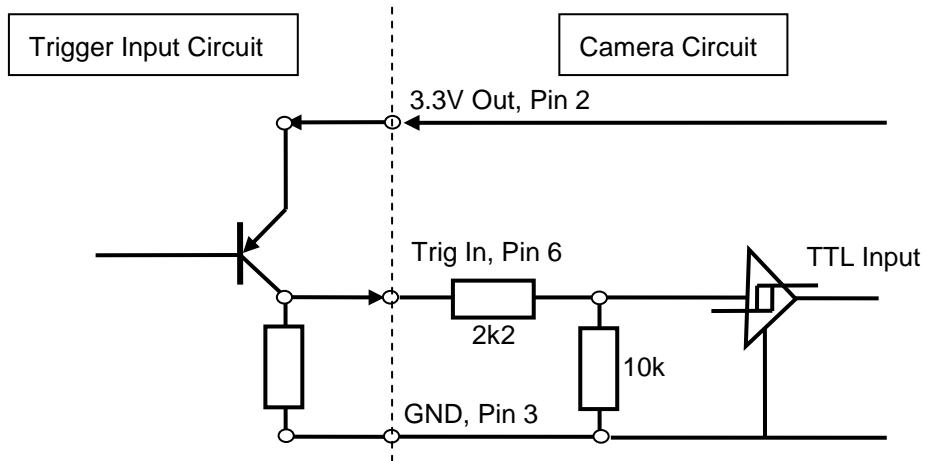 Trigger Input Circuit
Camera Circuit
3.3V Out, Pin 2
Trig In, Pin 6
TTL Input
2k2
10k
GND, Pin 3